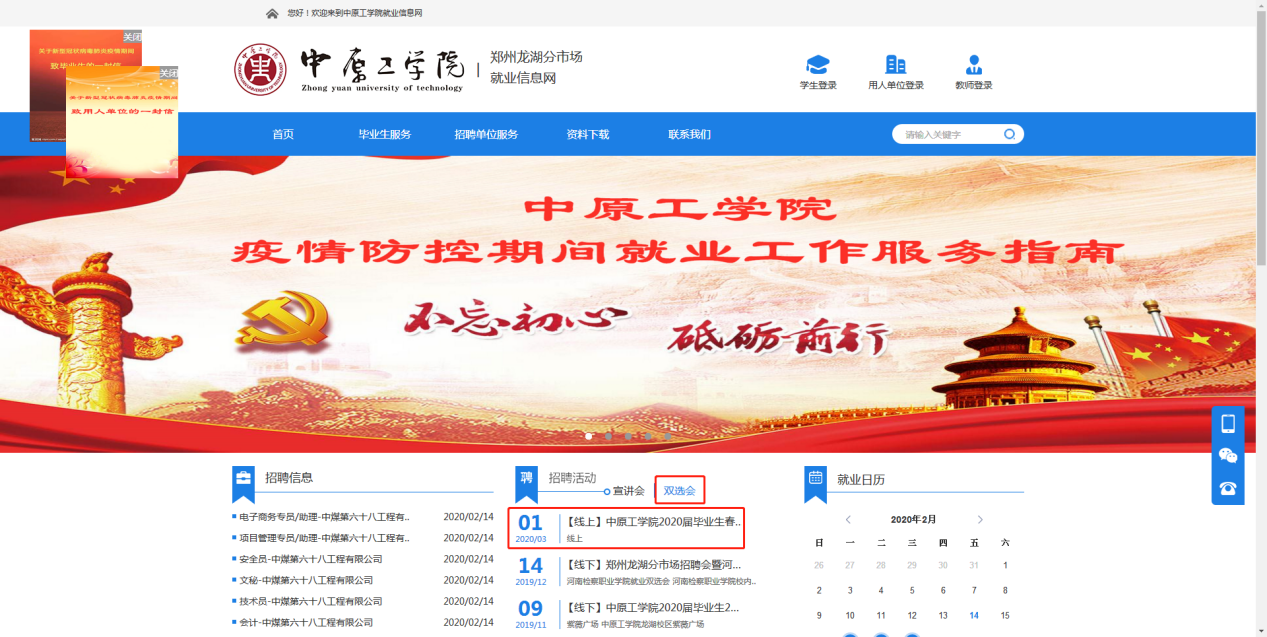 您好！欢迎来到中原工学院就业信息网
关闭
关于新型冠状病毒肺炎疫情期间
致毕业生的一封信
关闭
致用人单位的一封信
中原工学院
Zhong yuan university of technology
郑州龙湖分市场
就业信息网
学生登录
用人单位登录
教师登录
首页
毕业生服务
招聘单位服务
资料下载
联系我们
请输入关键字
中原工学院
疫情防控期间就业工作服务指南
不忘初心
砥砺前行
招聘信息
电子商务专员/助理-中煤第六十八工程有..
2020/02/14
项目管理专员/助理-中煤第六十八工程有..
2020/02/14
安全员-中煤第六十八工程有限公司
2020/02/14
文秘-中煤第六十八工程有限公司
2020/02/14
技术员-中煤第六十八工程有限公司
2020/02/14
会计-中煤第六十八工程有限公司
2020/02/14
聘
招聘活动
宣讲会
双选会
01
2020/03
【线上】中原工学院2020届毕业生春..
线上
14
2019/12
【线下】郑州龙湖分市场招聘会暨河...
河南检察职业学院就业双选会 河南检察职业学院校内...
09
2019/11
【线下】中原工学院2020届毕业生2...
紫薇广场 中原工学院龙湖校区紫薇广场
就业日历
2020年2月
日 一 二 三 四 五 六
26 27 28 29 30 31 1
2 3 4 5 6 7 8
9 10 11 12 13 14 15